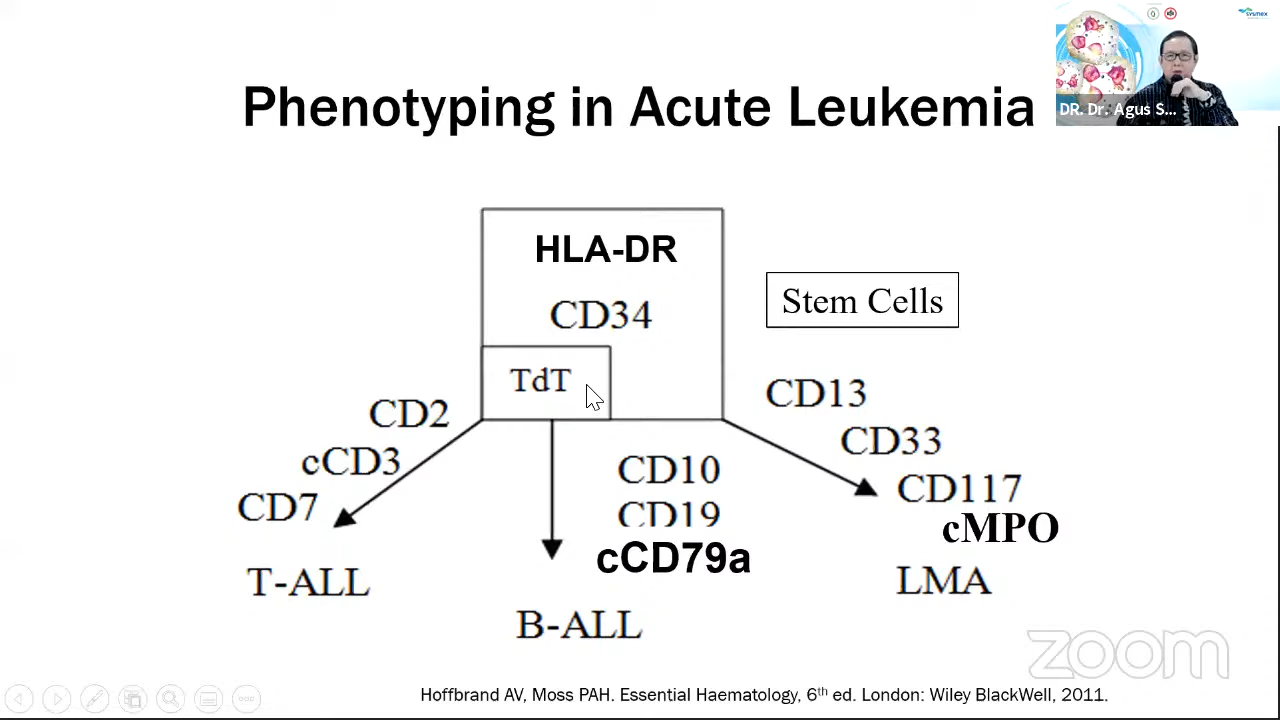 sysmex
DR. Dr. Agus S...
Phenotyping in Acute Leukemia
HLA-DR
CD34
TdT
Stem Cells
CD2
cCD3
CD7
T-ALL
CD10
CD19
cCD79a
B-ALL
CD13
CD33
CD117
cMPO
LMA
zoom
Hoffbrand AV, Moss PAH. Essential Haematology, 6th ed. London: Wiley BlackWell, 2011.